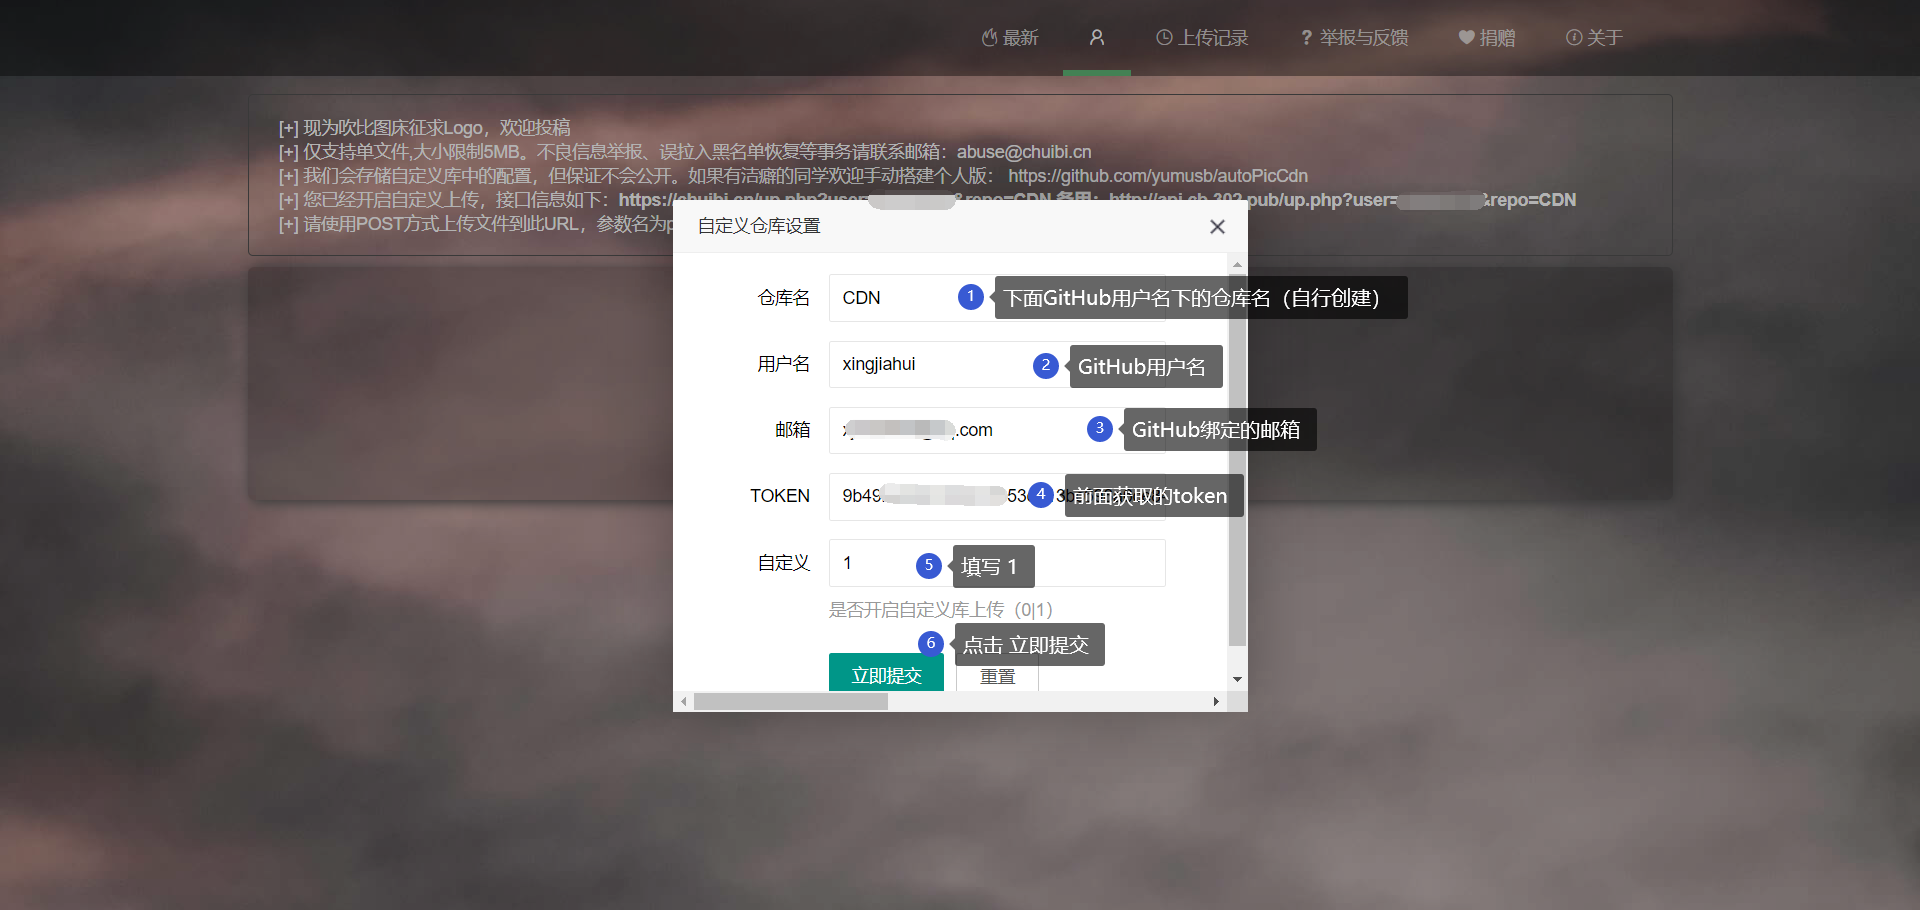 最新
上传记录
? 举报与反馈
捐赠
关于
[+] 现为吹比图床征求Logo，欢迎投稿
[+] 仅支持单文件,大小限制5MB。不良信息举报、误拉入黑名单恢复等事务请联系邮箱：abuse@chuibi.cn
[+] 我们会存储自定义库中的配置，但保证不会公开。如果有洁癖的同学欢迎手动搭建个人版： https://github.com/yumusb/autoPicCdn
[+] 您已经开启自定义上传，接口信息如下：https://chuibi.cn/up.php?user= &repo=CDN 备用：http://api.cb.302.pub/up.php?user= &repo=CDN
[+] 请使用POST方式上传文件到此URL，参数名为
自定义仓库设置
仓库名 CDN 1 下面GitHub用户名下的仓库名（自行创建）
用户名 xingjiahui 2 GitHub用户名
邮箱 .com 3 GitHub绑定的邮箱
TOKEN 9b49 53 4 前面获取的token
自定义 1 5 填写 1
是否开启自定义库上传（0|1）
6 点击 立即提交
立即提交 重置